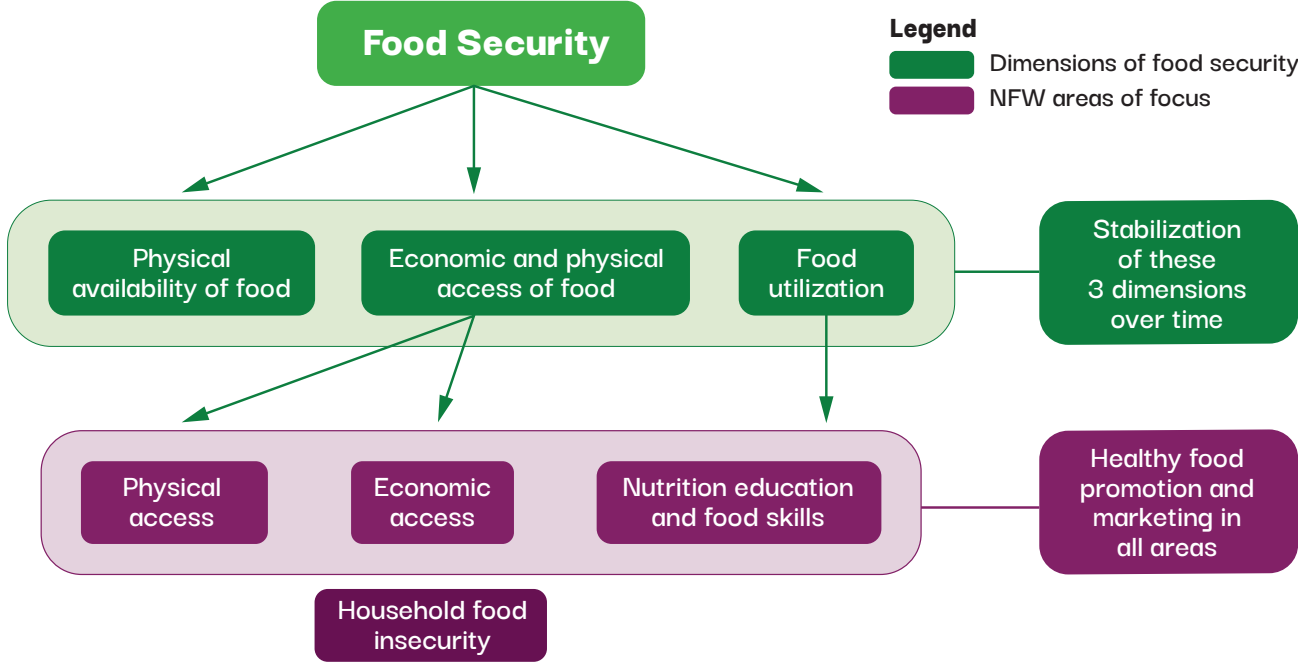 Food Security
Legend
Dimensions of food security
NFW areas of focus
Physical
availability of food
Economic and physical
access of food
Food
utilization
Stabilization
of these
3 dimensions
over time
Physical
access
Economic
access
Nutrition education
and food skills
Healthy food
promotion and
marketing in
all areas
Household food
insecurity